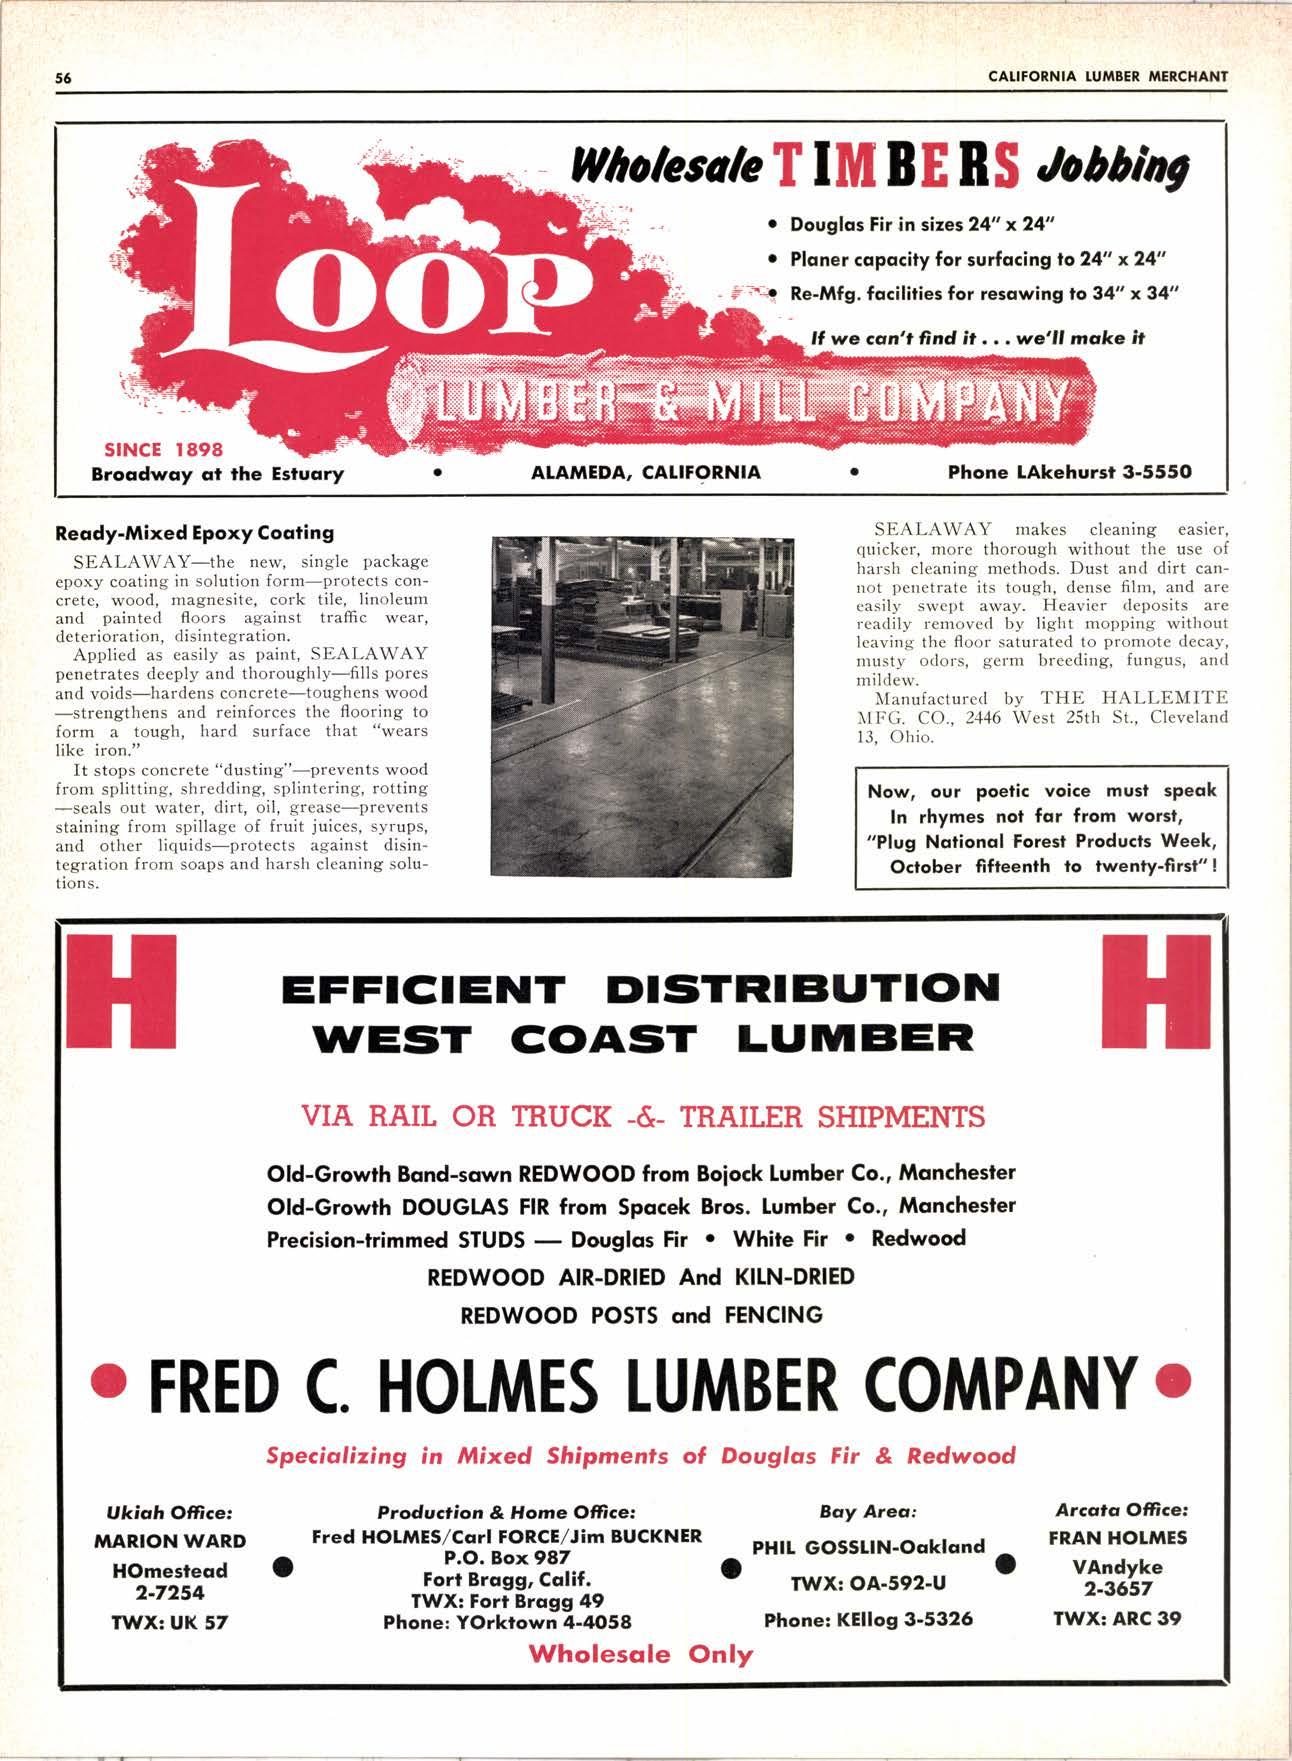 56
CALIFORNIA LUMBER MERCHANT
Wholesale TIMBERS Jobbing
• Douglas Fir in sizes 24" x 24"
• Planer capacity for surfacing to 24" x 24"
• Re-Mfg. facilities for resawing to 34" x 34"
If we can't find it . . . we'll make it
LOOP
LUMBER & MILL COMPANY
SINCE 1898
Broadway at the Estuary • ALAMEDA, CALIFORNIA • Phone LAkehurst 3-5550
Ready-Mixed Epoxy Coating
SEALAWAY—the new, single package
epoxy coating in solution form—protects con-
crete, wood, magnesite, cork tile, linoleum
and painted floors against traffic wear,
deterioration, disintegration.
Applied as easily as paint, SEALAWAY
penetrates deeply and thoroughly—fills pores
and voids—hardens concrete—toughens wood
—strengthens and reinforces the flooring to
form a tough, hard surface that "wears
like iron."
It stops concrete "dusting"—prevents wood
from splitting, shredding, splintering, rotting
—seals out water, dirt, oil, grease—prevents
staining from spillage of fruit juices, syrups,
and other liquids—protects against disin-
tegration from soaps and harsh cleaning solu-
tions.
SEALAWAY makes cleaning easier,
quicker, more thorough without the use of
harsh cleaning methods. Dust and dirt can-
not penetrate its tough, dense film, and are
easily swept away. Heavier deposits are
readily removed by light mopping without
leaving the floor saturated to promote decay,
musty odors, germ breeding, fungus, and
mildew.
Manufactured by THE HALLEMITE
MFG. CO., 2446 West 25th St., Cleveland
13, Ohio.
Now, our poetic voice must speak
In rhymes not far from worst,
"Plug National Forest Products Week,
October fifteenth to twenty-first"!
H
H
EFFICIENT DISTRIBUTION
WEST COAST LUMBER
VIA RAIL OR TRUCK -&- TRAILER SHIPMENTS
Old-Growth Band-sawn REDWOOD from Bojock Lumber Co., Manchester
Old-Growth DOUGLAS FIR from Spacek Bros. Lumber Co., Manchester
Precision-trimmed STUDS — Douglas Fir • White Fir • Redwood
REDWOOD AIR-DRIED And KILN-DRIED
REDWOOD POSTS and FENCING
• FRED C. HOLMES LUMBER COMPANY •
Specializing in Mixed Shipments of Douglas Fir & Redwood
Ukiah Office:
MARION WARD
HOmestead
2-7254
TWX: UK 57
Production & Home Office:
Fred HOLMES/Carl FORCE/Jim BUCKNER
P.O. Box 987
Fort Bragg, Calif.
TWX: Fort Bragg 49
Phone: YOrktown 4-4058
Bay Area:
PHIL GOSSLIN-Oakland
TWX: OA-592-U
Phone: KEllog 3-5326
Arcata Office:
FRAN HOLMES
VAndyke
2-3657
TWX: ARC 39
Wholesale Only